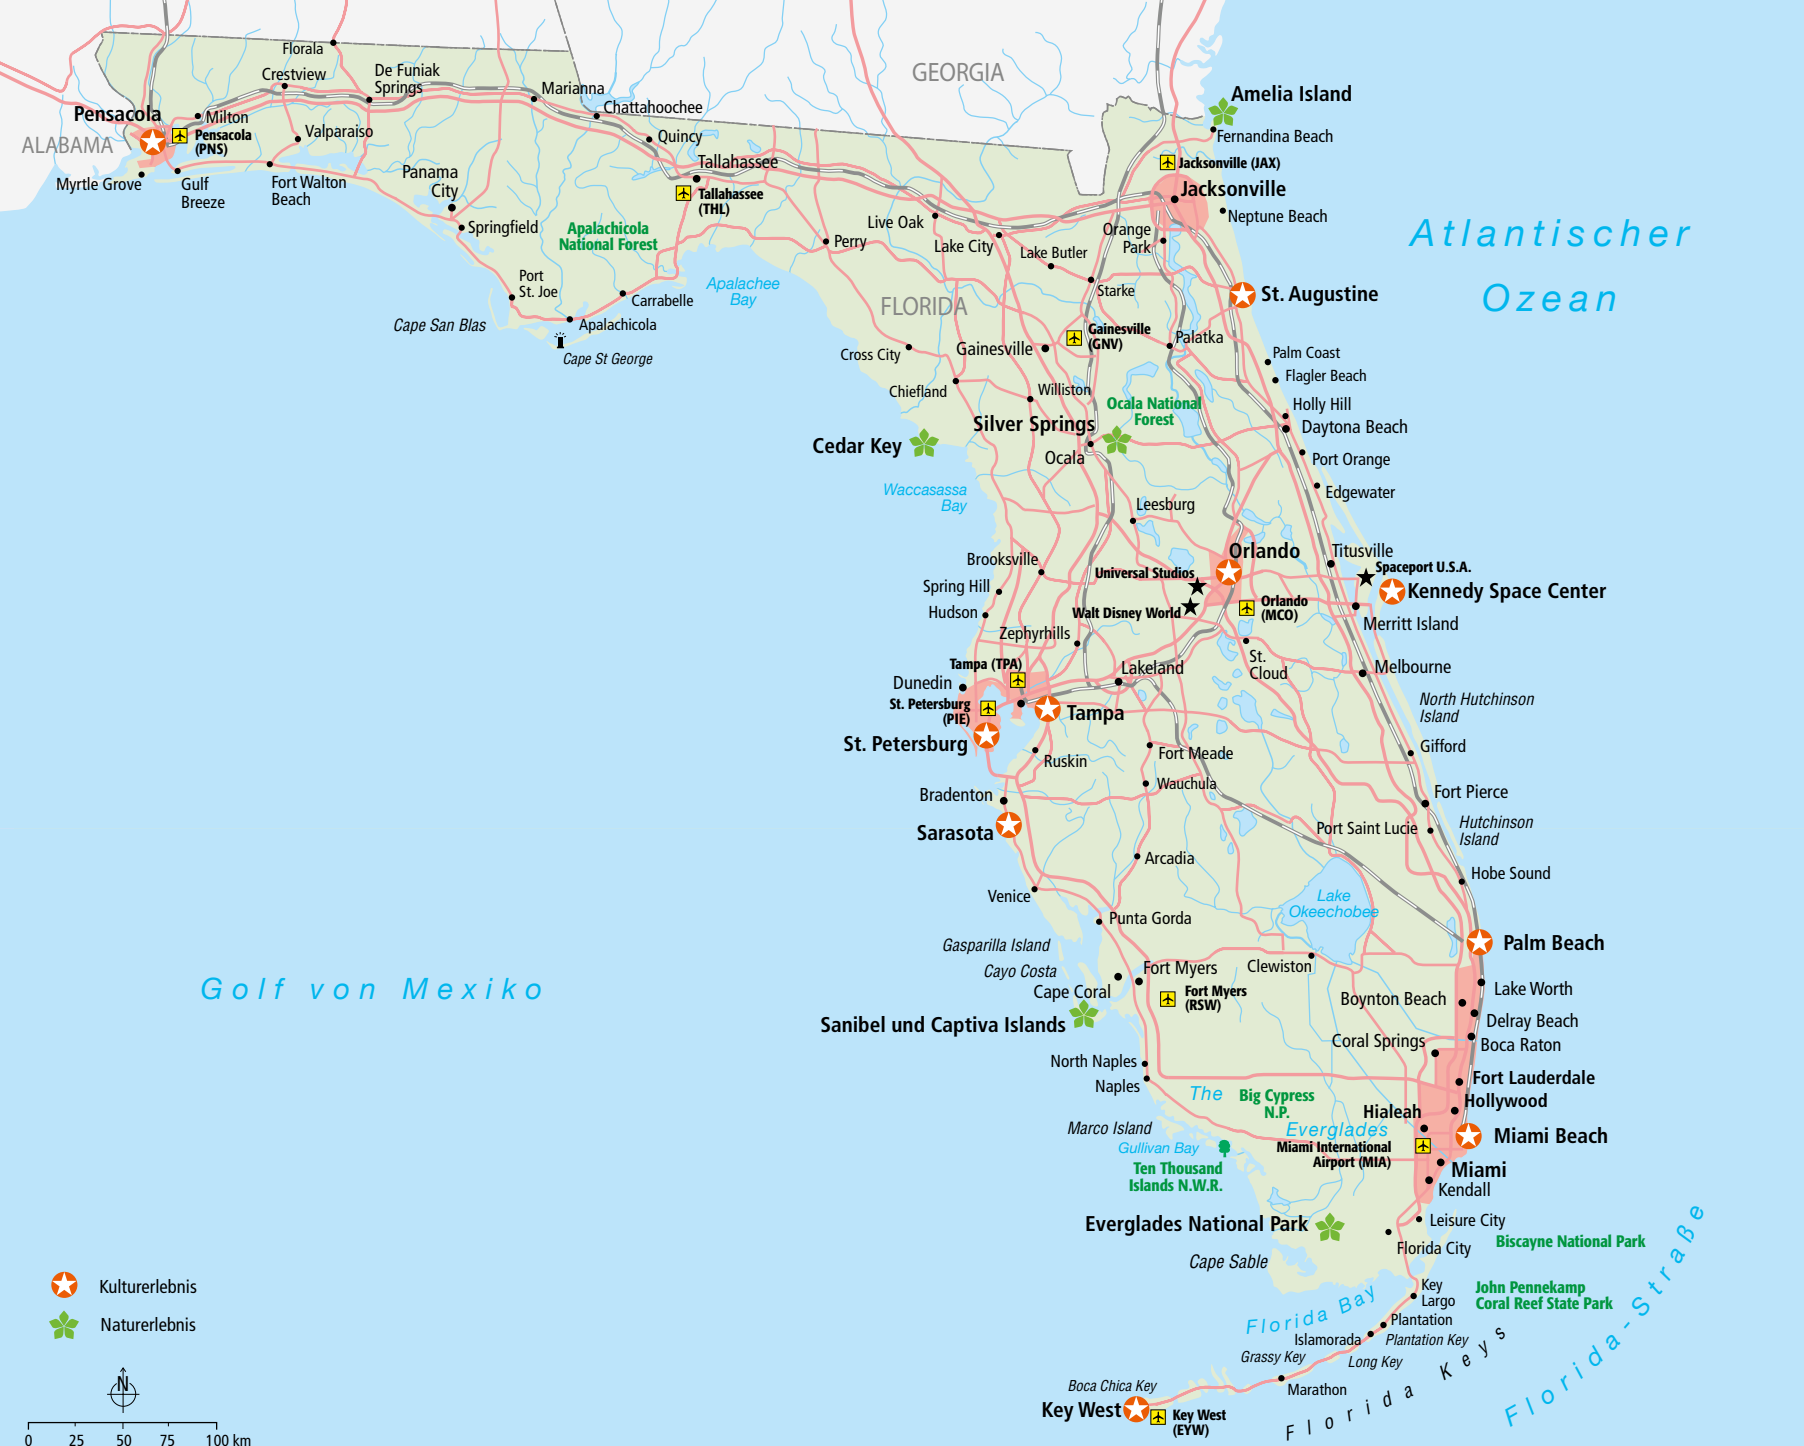 GEORGIA
ALABAMA
FLORIDA
Florala
Crestview
De Funiak
Springs
Marianna
Chattahoochee
Pensacola
Milton
Pensacola
(PNS)
Valparaiso
Quincy
Tallahassee
Tallahassee
(THL)
Myrtle Grove
Gulf
Breeze
Fort Walton
Beach
Panama
City
Springfield
Apalachicola
National Forest
Port
St. Joe
Carrabelle
Apalachicola
Cape San Blas
Cape St George
Apalachee
Bay
Perry
Live Oak
Lake City
Lake Butler
Starke
Orange
Park
Amelia Island
Fernandina Beach
Jacksonville (JAX)
Jacksonville
Neptune Beach
St. Augustine
Atlantischer
Ozean
Gainesville
(GNV)
Gainesville
Palatka
Cross City
Chiefland
Williston
Palm Coast
Flagler Beach
Holly Hill
Daytona Beach
Port Orange
Edgewater
Ocala National
Forest
Silver Springs
Ocala
Cedar Key
Waccasassa
Bay
Leesburg
Brooksville
Spring Hill
Hudson
Zephyrhills
Universal Studios
Walt Disney World
Orlando
Orlando
(MCO)
Titusville
Spaceport U.S.A.
Kennedy Space Center
Merritt Island
St.
Cloud
Melbourne
Tampa (TPA)
Dunedin
St. Petersburg
(PIE)
St. Petersburg
Tampa
Lakeland
North Hutchinson
Island
Gifford
Ruskin
Fort Meade
Wauchula
Bradenton
Sarasota
Fort Pierce
Port Saint Lucie
Hutchinson
Island
Arcadia
Hobe Sound
Venice
Lake
Okeechobee
Punta Gorda
Gasparilla Island
Cayo Costa
Cape Coral
Fort Myers
Fort Myers
(RSW)
Clewiston
Palm Beach
Lake Worth
Boynton Beach
Delray Beach
Boca Raton
Coral Springs
Golf von Mexiko
Sanibel und Captiva Islands
North Naples
Naples
The
Everglades
Big Cypress
N.P.
Fort Lauderdale
Hollywood
Hialeah
Miami Beach
Miami International
Airport (MIA)
Miami
Kendall
Marco Island
Gullivan Bay
Ten Thousand
Islands N.W.R.
Everglades National Park
Leisure City
Florida City
Biscayne National Park
Cape Sable
Key
Largo
John Pennekamp
Coral Reef State Park
Florida Bay
Plantation
Plantation Key
Islamorada
Grassy Key
Long Key
Marathon
Boca Chica Key
Key West
Key West
(EYW)
Florida Keys
Florida-Straße
Kulturerlebnis
Naturerlebnis
N
0 25 50 75 100 km